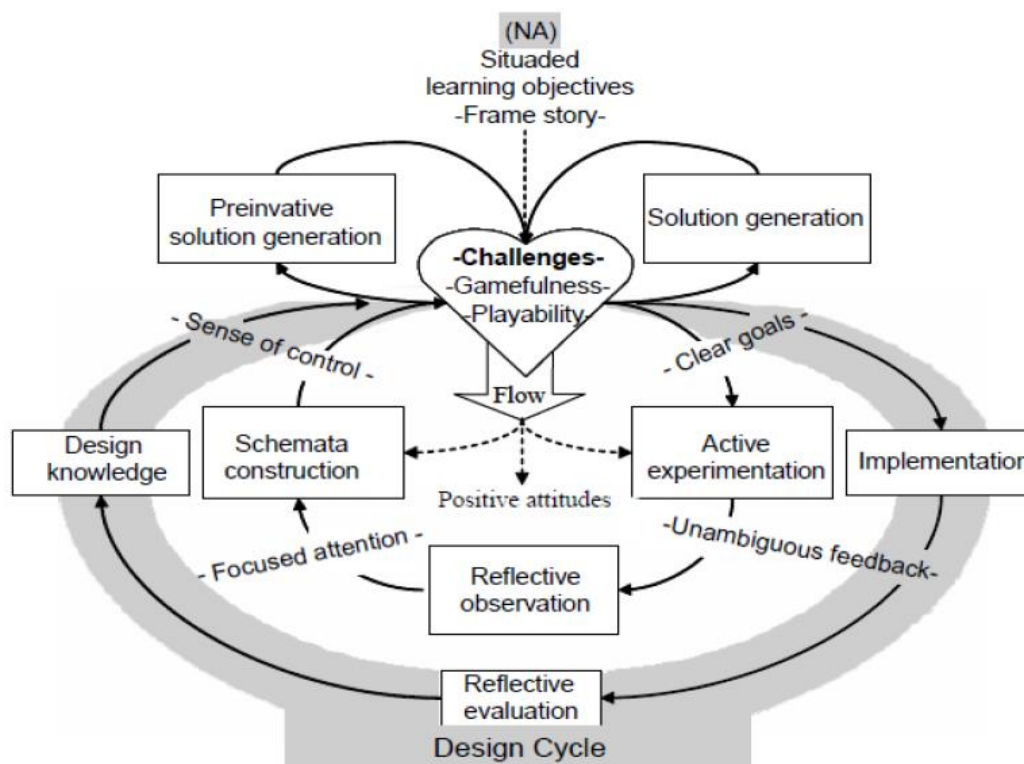 (NA)
Situaded
learning objectives
-Frame story-
Preinvative
solution generation
Solution generation
-Challenges-
-Gamefulness-
-Playability-
- Sense of control -
- Clear goals -
Flow
Design
knowledge
Schemata
construction
Active
experimentation
Implementation
Positive attitudes
- Focused attention -
-Unambiguous feedback-
Reflective
observation
Reflective
evaluation
Design Cycle